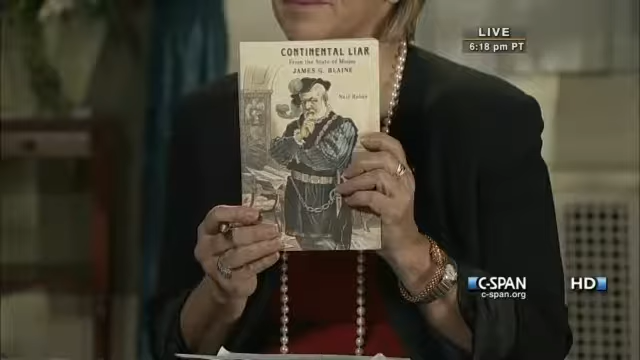 LIVE
6:18 pm PT
CONTINENTAL LIAR
From the State of Maine
JAMES G. BLAINE
Neil Rolde
C-SPAN
c-span.org
HD